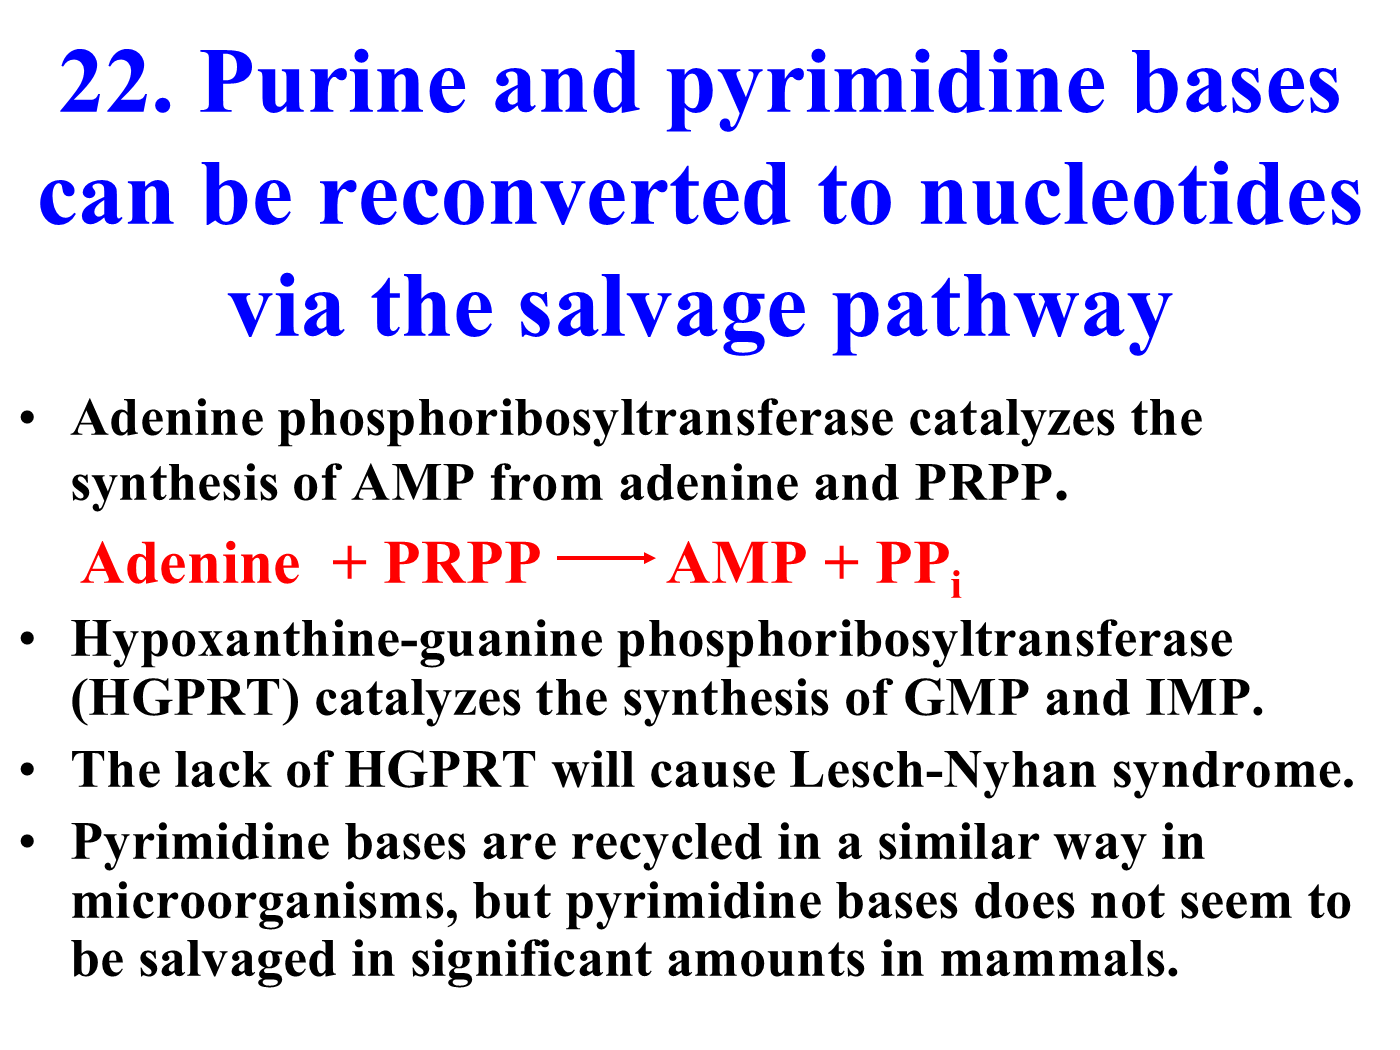 22. Purine and pyrimidine bases
can be reconverted to nucleotides
via the salvage pathway
• Adenine phosphoribosyltransferase catalyzes the
synthesis of AMP from adenine and PRPP.
Adenine + PRPP ⟶ AMP + PPi
• Hypoxanthine-guanine phosphoribosyltransferase
(HGPRT) catalyzes the synthesis of GMP and IMP.
• The lack of HGPRT will cause Lesch-Nyhan syndrome.
• Pyrimidine bases are recycled in a similar way in
microorganisms, but pyrimidine bases does not seem to
be salvaged in significant amounts in mammals.